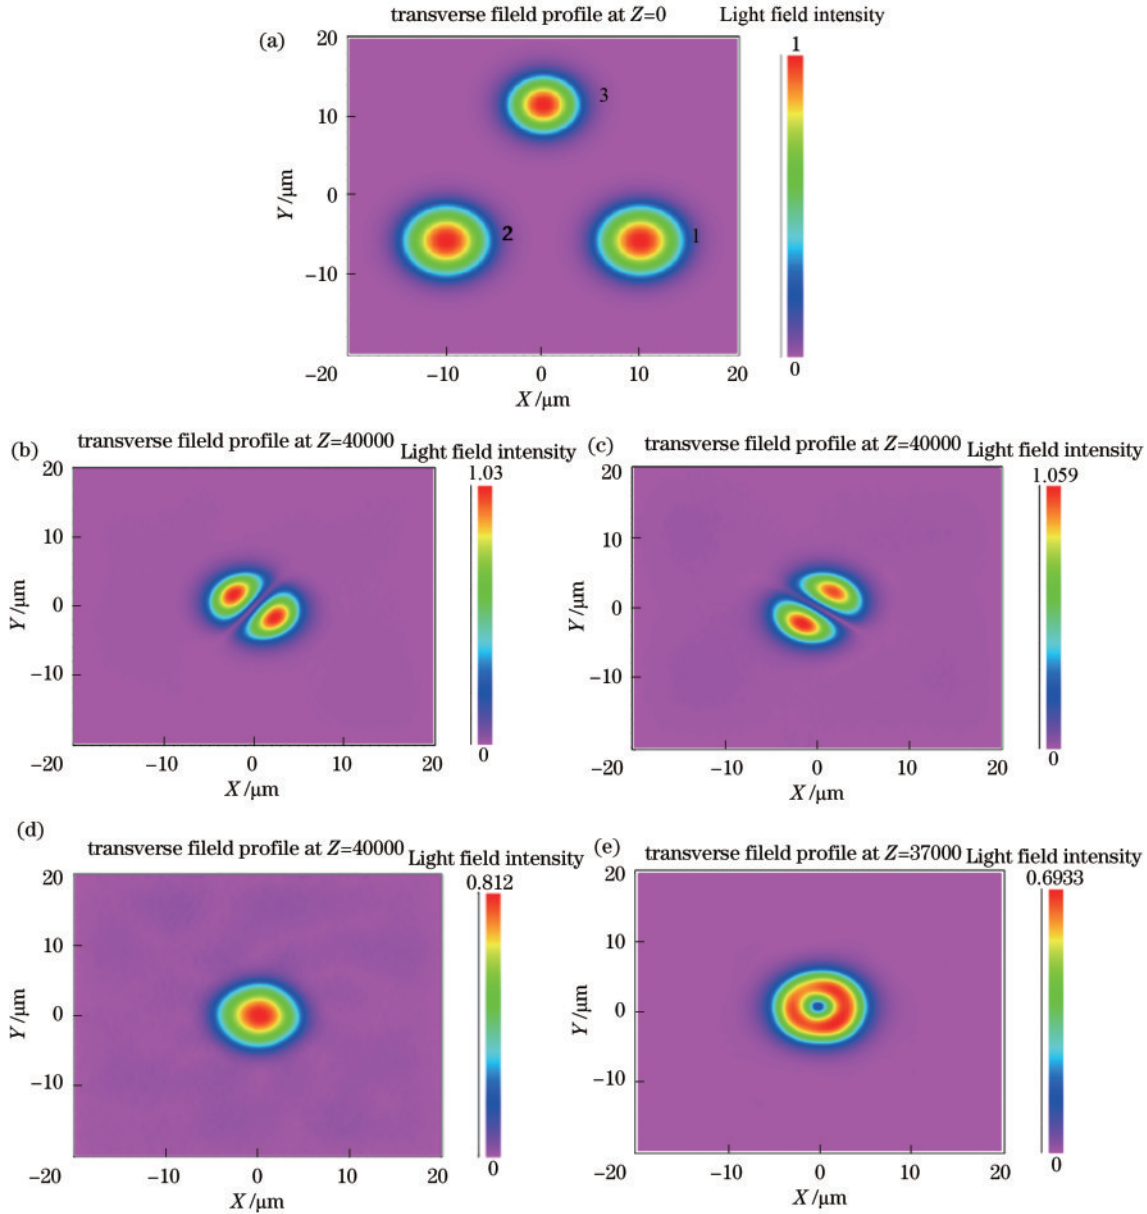 transverse fileld profile at Z=0
Light field intensity
(a)
20
10
0
−10
−20
Y/μm
3
2
1
−10
0
10
20
X/μm
1
0
(b)
transverse fileld profile at Z=40000
Light field intensity
1.03
20
10
0
−10
−20
Y/μm
−10
0
10
20
X/μm
0
(c)
transverse fileld profile at Z=40000
Light field intensity
1.059
20
10
0
−10
−20
Y/μm
−10
0
10
20
X/μm
0
(d)
transverse fileld profile at Z=40000
Light field intensity
0.812
20
10
0
−10
−20
Y/μm
−10
0
10
20
X/μm
0
(e)
transverse fileld profile at Z=37000
Light field intensity
0.6933
20
10
0
−10
−20
Y/μm
−10
0
10
20
X/μm
0